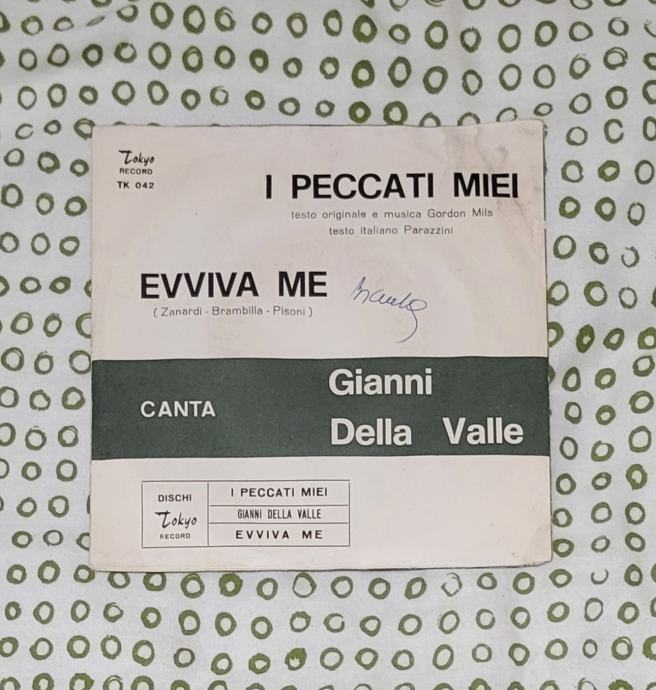 Tokyo
RECORD
TK 042
I PECCATI MIEI
testo originale e musica Gordon Mils
testo italiano Parazzini
EVVIVA ME
( Zanardi - Brambilla - Pisoni )
CANTA
Gianni
Della Valle
DISCHI
Tokyo
RECORD
I PECCATI MIEI
GIANNI DELLA VALLE
EVVIVA ME